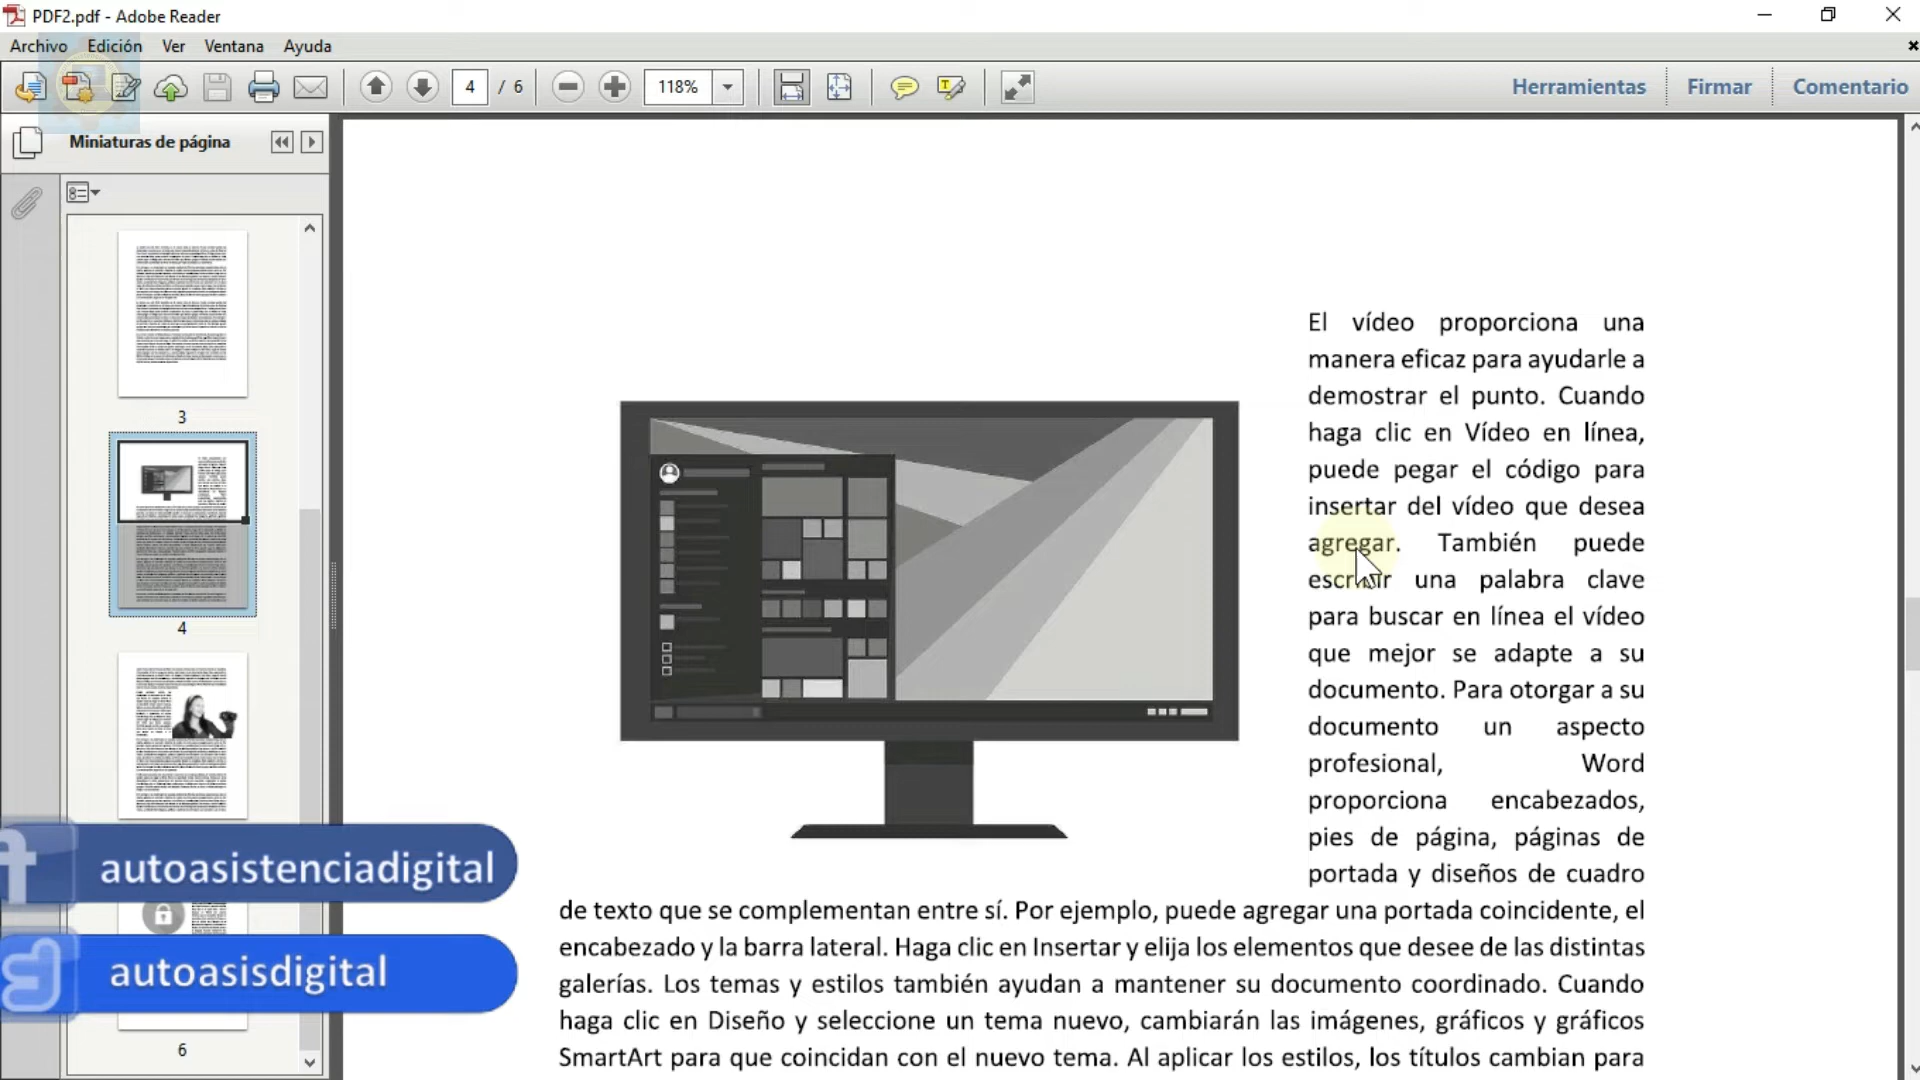 PDF2.pdf - Adobe Reader
Archivo Edición Ver Ventana Ayuda
4 / 6 118% Herramientas Firmar Comentario
Miniaturas de página
3
4
6
El vídeo proporciona una
manera eficaz para ayudarle a
demostrar el punto. Cuando
haga clic en Vídeo en línea,
puede pegar el código para
insertar del vídeo que desea
agregar. También puede
escribir una palabra clave
para buscar en línea el vídeo
que mejor se adapte a su
documento. Para otorgar a su
documento un aspecto
profesional, Word
proporciona encabezados,
pies de página, páginas de
portada y diseños de cuadro
de texto que se complementan entre sí. Por ejemplo, puede agregar una portada coincidente, el
encabezado y la barra lateral. Haga clic en Insertar y elija los elementos que desee de las distintas
galerías. Los temas y estilos también ayudan a mantener su documento coordinado. Cuando
haga clic en Diseño y seleccione un tema nuevo, cambiarán las imágenes, gráficos y gráficos
SmartArt para que coincidan con el nuevo tema. Al aplicar los estilos, los títulos cambian para
autoasistenciadigital
autoasisdigital